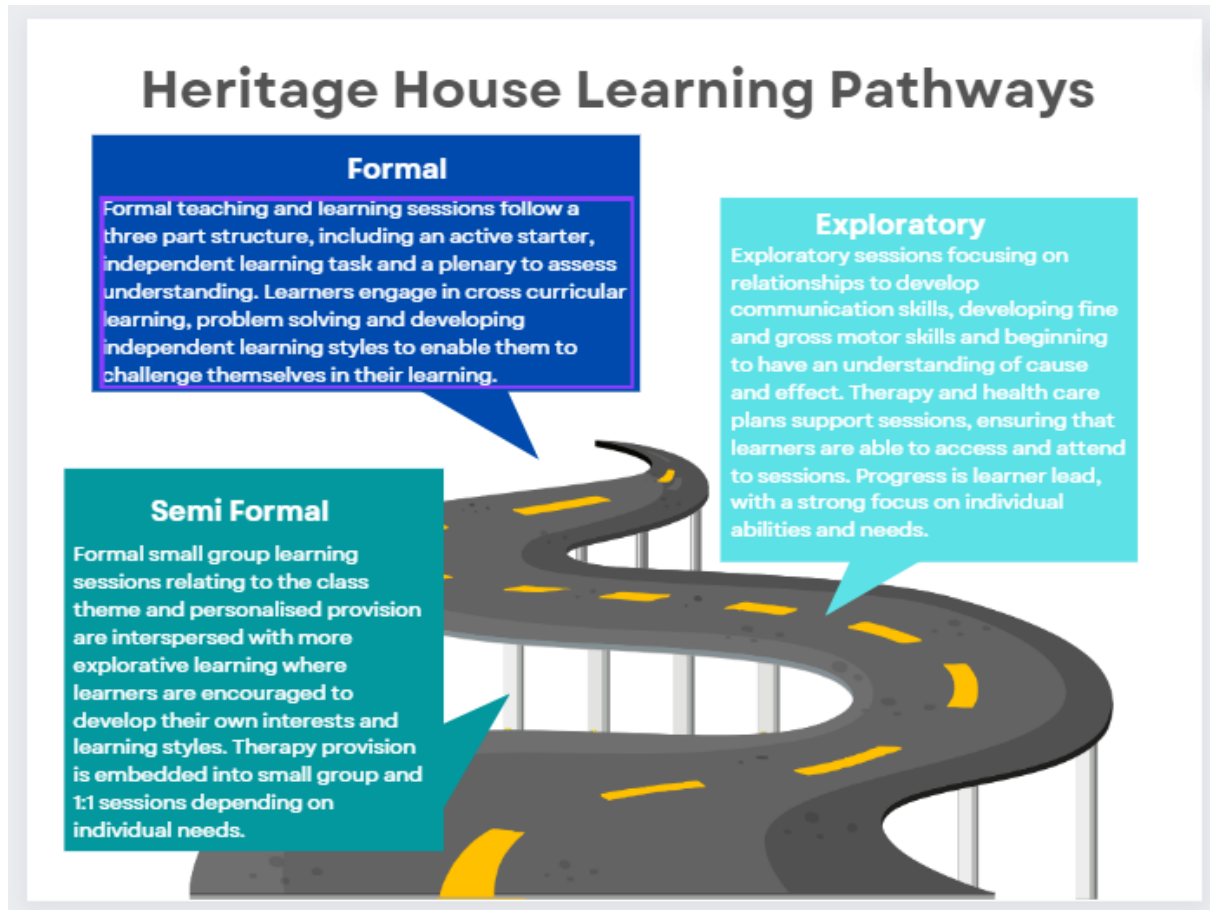 Heritage House Learning Pathways
Formal
Formal teaching and learning sessions follow a
three part structure, including an active starter,
independent learning task and a plenary to assess
understanding. Learners engage in cross curricular
learning, problem solving and developing
independent learning styles to enable them to
challenge themselves in their learning.
Exploratory
Exploratory sessions focusing on
relationships to develop
communication skills, developing fine
and gross motor skills and beginning
to have an understanding of cause
and effect. Therapy and health care
plans support sessions, ensuring that
learners are able to access and attend
to sessions. Progress is learner lead,
with a strong focus on individual
abilities and needs.
Semi Formal
Formal small group learning
sessions relating to the class
theme and personalised provision
are interspersed with more
explorative learning where
learners are encouraged to
develop their own interests and
learning styles. Therapy provision
is embedded into small group and
1:1 sessions depending on
individual needs.